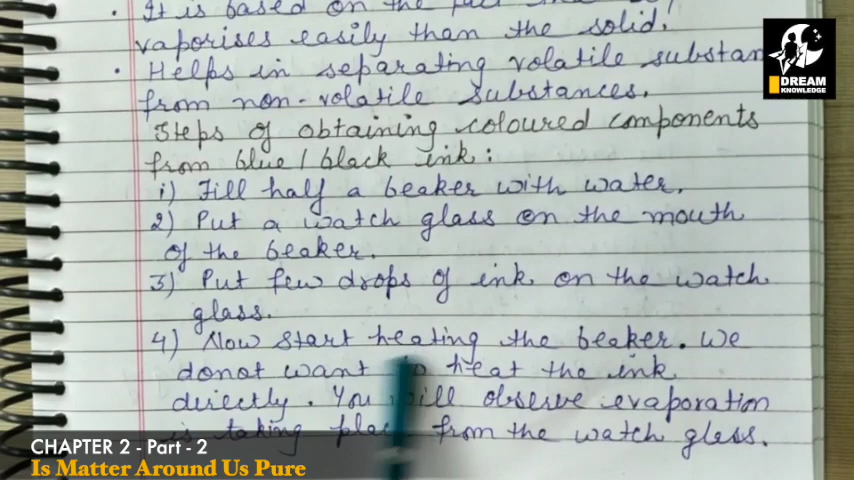 • It is based on the
vaporises easily than the solid.
• Helps in separating volatile substan
from non-volatile substances.
Steps of obtaining coloured components
from blue / black ink:
i) Fill half a beaker with water.
2) Put a watch glass on the mouth
of the beaker.
3) Put few drops of ink on the watch
glass.
4) Now start heating the beaker. We
donot want to heat the ink
directly. You will observe evaporation
is taking place from the watch glass.
DREAM
KNOWLEDGE
CHAPTER 2 - Part - 2
Is Matter Around Us Pure